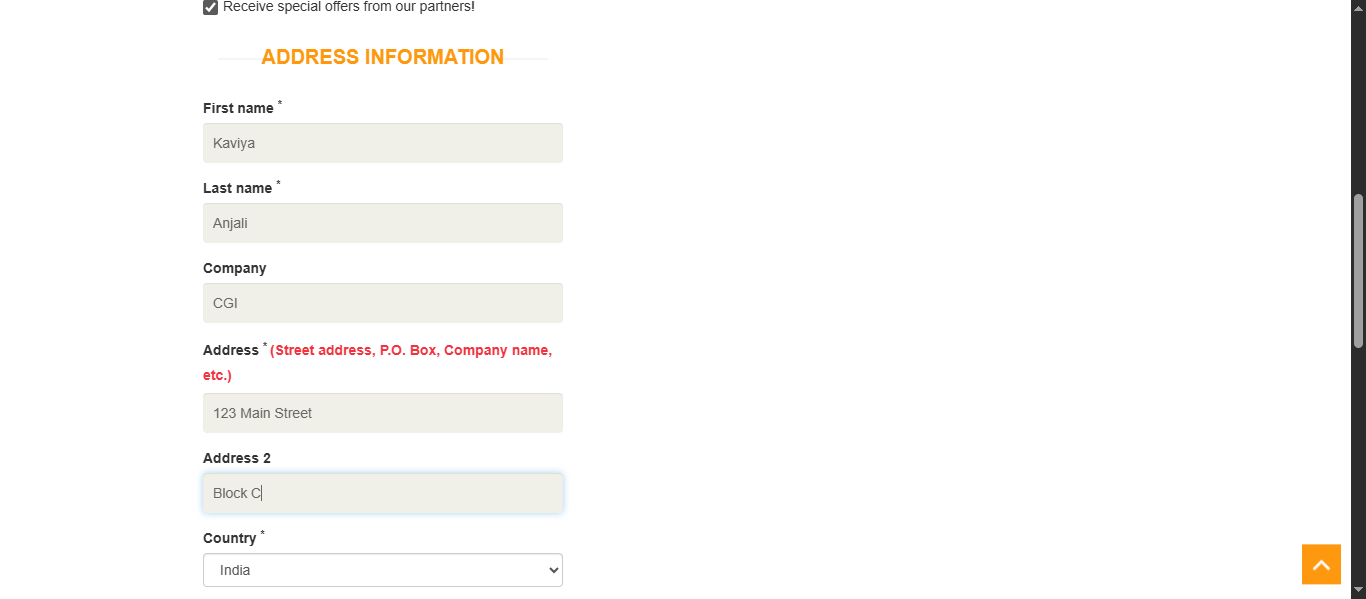 Receive special offers from our partners!
ADDRESS INFORMATION
First name *
Kaviya
Last name *
Anjali
Company
CGI
Address * (Street address, P.O. Box, Company name,
etc.)
123 Main Street
Address 2
Block C
Country *
India